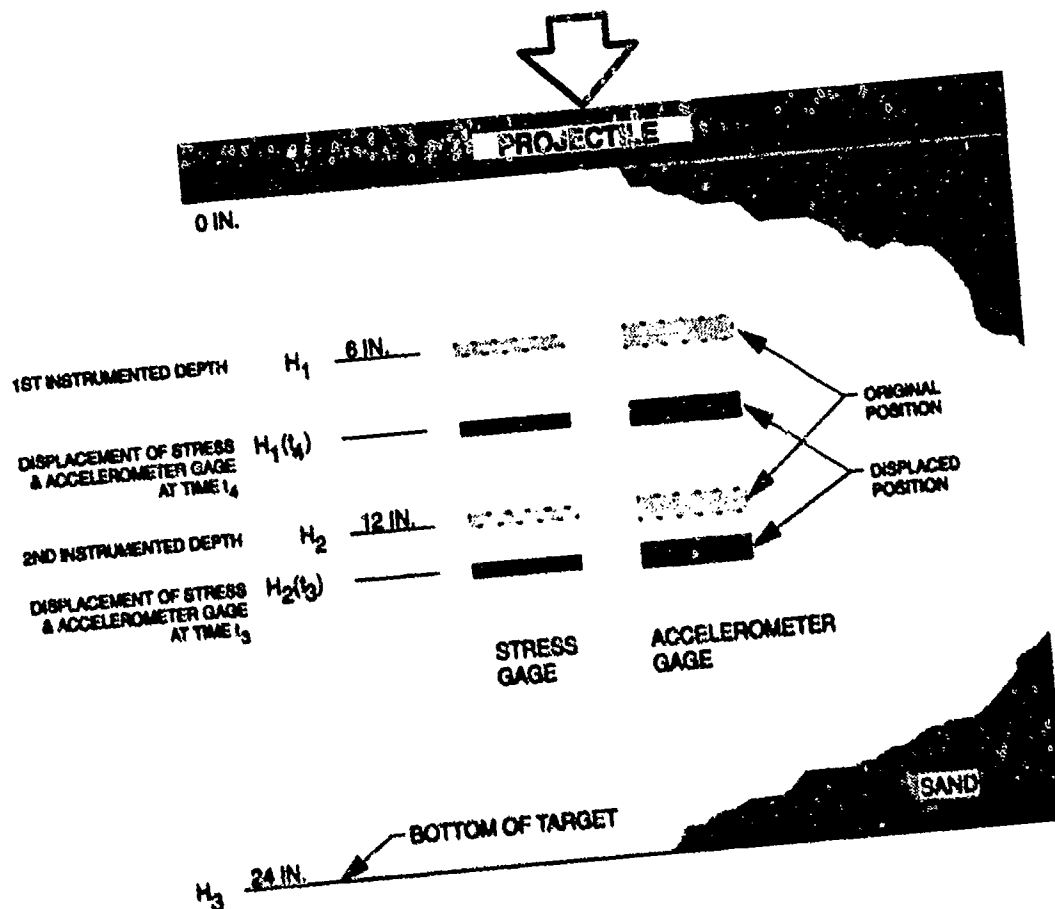 PROJECTILE
0 IN.
1ST INSTRUMENTED DEPTH
H1
6 IN.
DISPLACEMENT OF STRESS
& ACCELEROMETER GAGE
AT TIME t4
H1(t4)
ORIGINAL
POSITION
DISPLACED
POSITION
2ND INSTRUMENTED DEPTH
H2
12 IN.
DISPLACEMENT OF STRESS
& ACCELEROMETER GAGE
AT TIME t3
H2(t3)
STRESS
GAGE
ACCELEROMETER
GAGE
SAND
BOTTOM OF TARGET
H3
24 IN.